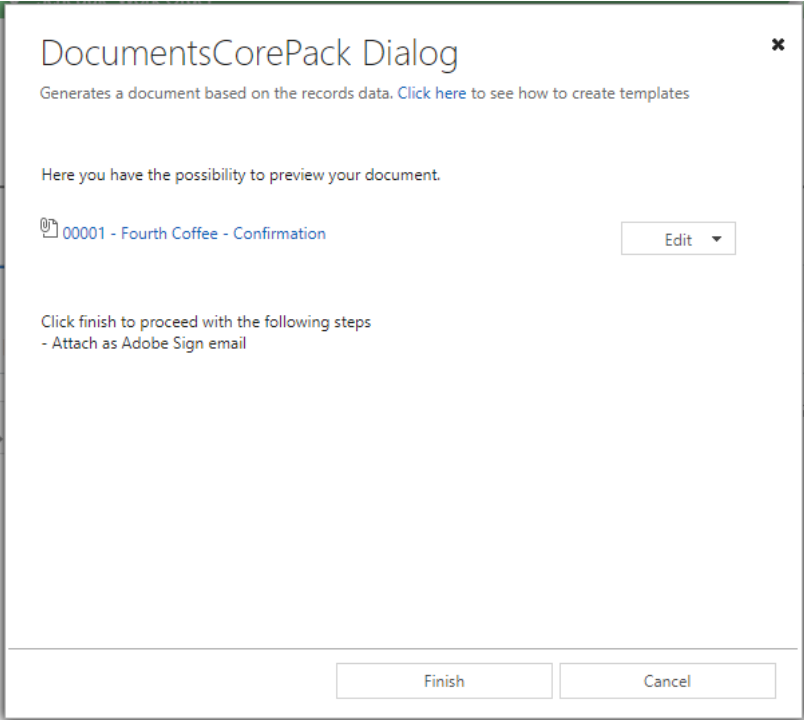 DocumentsCorePack Dialog
Generates a document based on the records data. Click here to see how to create templates
Here you have the possibility to preview your document.
00001 - Fourth Coffee - Confirmation
Edit
Click finish to proceed with the following steps
- Attach as Adobe Sign email
Finish
Cancel